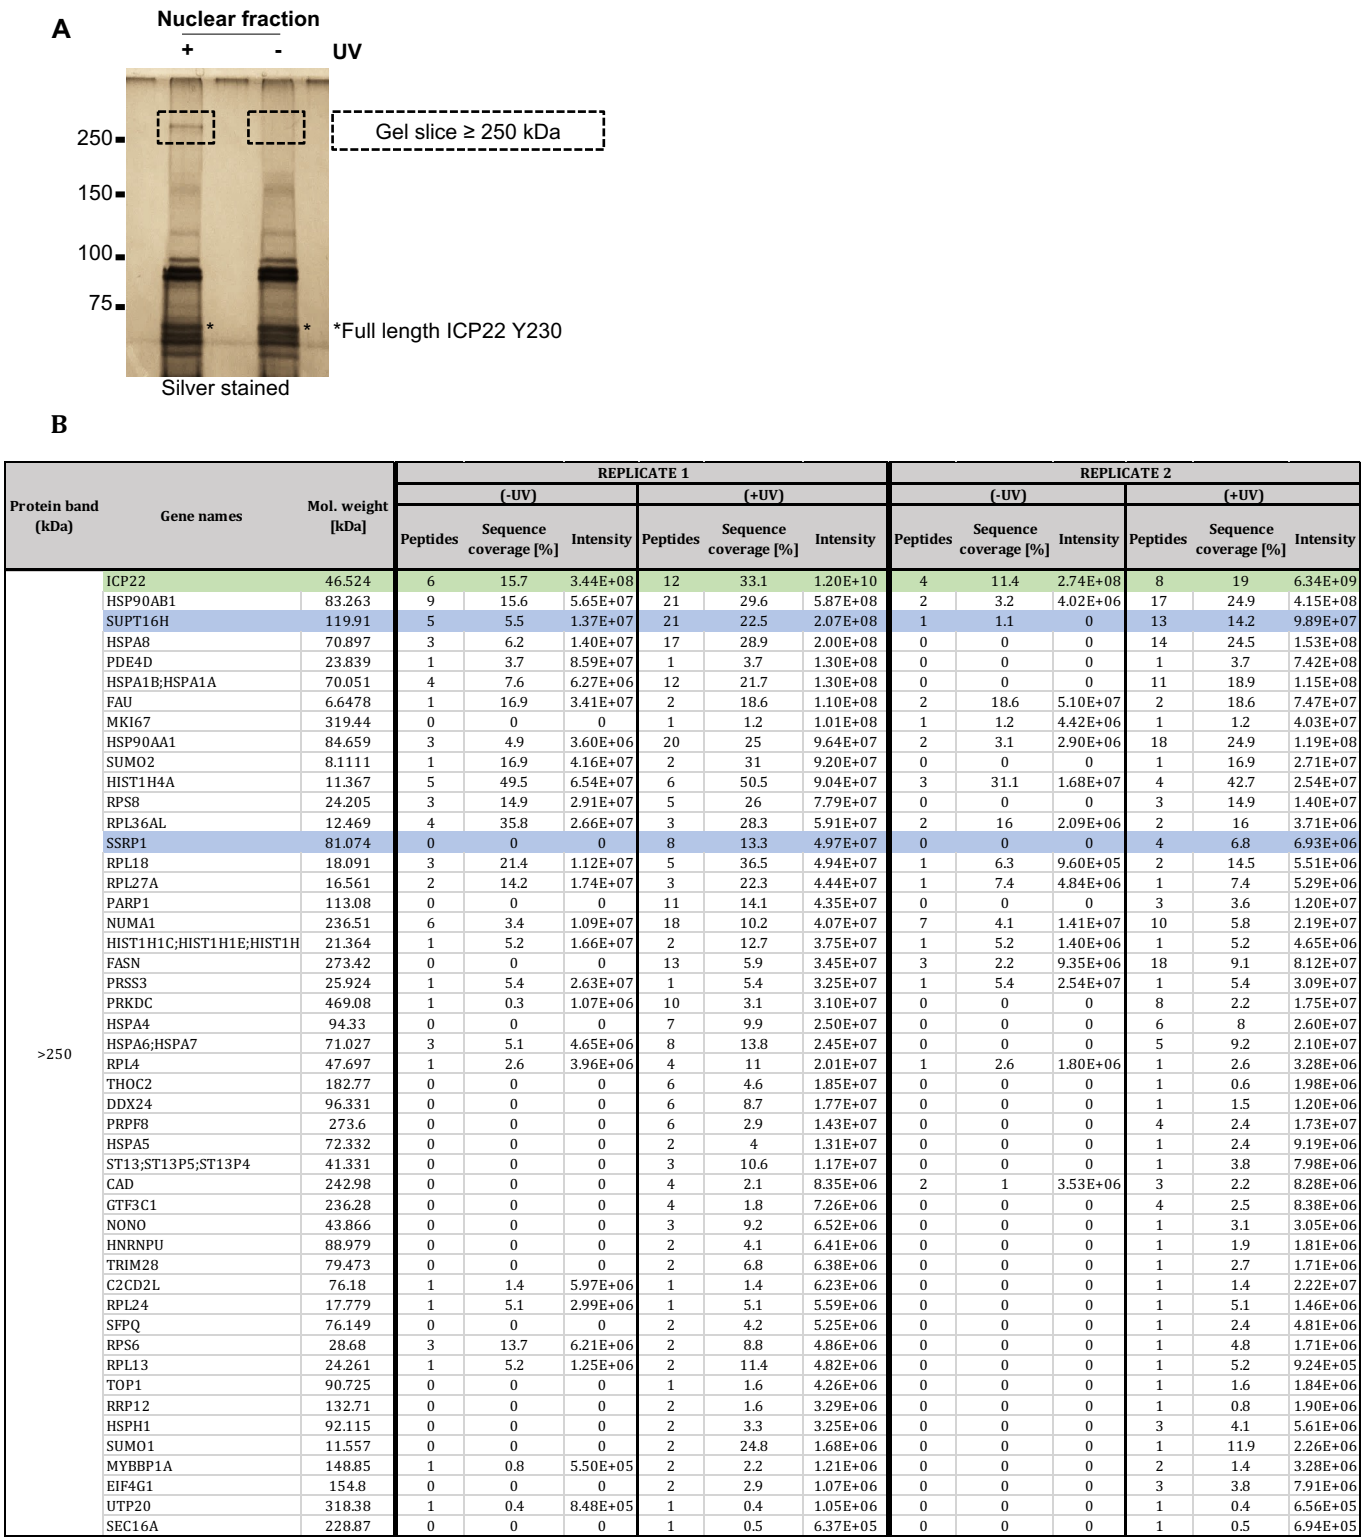 A
Nuclear fraction
+ - UV
250
150
100
75
Gel slice ≥ 250 kDa
* * *Full length ICP22 Y230
Silver stained
B
Protein band (kDa) Gene names Mol. weight [kDa] REPLICATE 1 REPLICATE 2
(-UV) (+UV) (-UV) (+UV)
Peptides Sequence coverage [%] Intensity Peptides Sequence coverage [%] Intensity Peptides Sequence coverage [%] Intensity Peptides Sequence coverage [%] Intensity
>250
ICP22 46.524 6 15.7 3.44E+08 12 33.1 1.20E+10 4 11.4 2.74E+08 8 19 6.34E+09
HSP90AB1 83.263 9 15.6 5.65E+07 21 29.6 5.87E+08 2 3.2 4.02E+06 17 24.9 4.15E+08
SUPT16H 119.91 5 5.5 1.37E+07 21 22.5 2.07E+08 1 1.1 0 13 14.2 9.89E+07
HSPA8 70.897 3 6.2 1.40E+07 17 28.9 2.00E+08 0 0 0 14 24.5 1.53E+08
PDE4D 23.839 1 3.7 8.59E+07 1 3.7 1.30E+08 0 0 0 1 3.7 7.42E+08
HSPA1B;HSPA1A 70.051 4 7.6 6.27E+06 12 21.7 1.30E+08 0 0 0 11 18.9 1.15E+08
FAU 6.6478 1 16.9 3.41E+07 2 18.6 1.10E+08 2 18.6 5.10E+07 2 18.6 7.47E+07
MKI67 319.44 0 0 0 1 1.2 1.01E+08 1 1.2 4.42E+06 1 1.2 4.03E+07
HSP90AA1 84.659 3 4.9 3.60E+06 20 25 9.64E+07 2 3.1 2.90E+06 18 24.9 1.19E+08
SUMO2 8.1111 1 16.9 4.16E+07 2 31 9.20E+07 0 0 0 1 16.9 2.71E+07
HIST1H4A 11.367 5 49.5 6.54E+07 6 50.5 9.04E+07 3 31.1 1.68E+07 4 42.7 2.54E+07
RPS8 24.205 3 14.9 2.91E+07 5 26 7.79E+07 0 0 0 3 14.9 1.40E+07
RPL36AL 12.469 4 35.8 2.66E+07 3 28.3 5.91E+07 2 16 2.09E+06 2 16 3.71E+06
SSRP1 81.074 0 0 0 8 13.3 4.97E+07 0 0 0 4 6.8 6.93E+06
RPL18 18.091 3 21.4 1.12E+07 5 36.5 4.94E+07 1 6.3 9.60E+05 2 14.5 5.51E+06
RPL27A 16.561 2 14.2 1.74E+07 3 22.3 4.44E+07 1 7.4 4.84E+06 1 7.4 5.29E+06
PARP1 113.08 0 0 0 11 14.1 4.35E+07 0 0 0 3 3.6 1.20E+07
NUMA1 236.51 6 3.4 1.09E+07 18 10.2 4.07E+07 7 4.1 1.41E+07 10 5.8 2.19E+07
HIST1H1C;HIST1H1E;HIST1H 21.364 1 5.2 1.66E+07 2 12.7 3.75E+07 1 5.2 1.40E+06 1 5.2 4.65E+06
FASN 273.42 0 0 0 13 5.9 3.45E+07 3 2.2 9.35E+06 18 9.1 8.12E+07
PRSS3 25.924 1 5.4 2.63E+07 1 5.4 3.25E+07 1 5.4 2.54E+07 1 5.4 3.09E+07
PRKDC 469.08 1 0.3 1.07E+06 10 3.1 3.10E+07 0 0 0 8 2.2 1.75E+07
HSPA4 94.33 0 0 0 7 9.9 2.50E+07 0 0 0 6 8 2.60E+07
HSPA6;HSPA7 71.027 3 5.1 4.65E+06 8 13.8 2.45E+07 0 0 0 5 9.2 2.10E+07
RPL4 47.697 1 2.6 3.96E+06 4 11 2.01E+07 1 2.6 1.80E+06 1 2.6 3.28E+06
THOC2 182.77 0 0 0 6 4.6 1.85E+07 0 0 0 1 0.6 1.98E+06
DDX24 96.331 0 0 0 6 8.7 1.77E+07 0 0 0 1 1.5 1.20E+06
PRPF8 273.6 0 0 0 6 2.9 1.43E+07 0 0 0 4 2.4 1.73E+07
HSPA5 72.332 0 0 0 2 4 1.31E+07 0 0 0 1 2.4 9.19E+06
ST13;ST13P5;ST13P4 41.331 0 0 0 3 10.6 1.17E+07 0 0 0 1 3.8 7.98E+06
CAD 242.98 0 0 0 4 2.1 8.35E+06 2 1 3.53E+06 3 2.2 8.28E+06
GTF3C1 236.28 0 0 0 4 1.8 7.26E+06 0 0 0 4 2.5 8.38E+06
NONO 43.866 0 0 0 3 9.2 6.52E+06 0 0 0 1 3.1 3.05E+06
HNRNPU 88.979 0 0 0 2 4.1 6.41E+06 0 0 0 1 1.9 1.81E+06
TRIM28 79.473 0 0 0 2 6.8 6.38E+06 0 0 0 1 2.7 1.71E+06
C2CD2L 76.18 1 1.4 5.97E+06 1 1.4 6.23E+06 0 0 0 1 1.4 2.22E+07
RPL24 17.779 1 5.1 2.99E+06 1 5.1 5.59E+06 0 0 0 1 5.1 1.46E+06
SFPQ 76.149 0 0 0 2 4.2 5.25E+06 0 0 0 1 2.4 4.81E+06
RPS6 28.68 3 13.7 6.21E+06 2 8.8 4.86E+06 0 0 0 1 4.8 1.71E+06
RPL13 24.261 1 5.2 1.25E+06 2 11.4 4.82E+06 0 0 0 1 5.2 9.24E+05
TOP1 90.725 0 0 0 1 1.6 4.26E+06 0 0 0 1 1.6 1.84E+06
RRP12 132.71 0 0 0 2 1.6 3.29E+06 0 0 0 1 0.8 1.90E+06
HSPH1 92.115 0 0 0 2 3.3 3.25E+06 0 0 0 3 4.1 5.61E+06
SUMO1 11.557 0 0 0 2 24.8 1.68E+06 0 0 0 1 11.9 2.26E+06
MYBBP1A 148.85 1 0.8 5.50E+05 2 2.2 1.21E+06 0 0 0 2 1.4 3.28E+06
EIF4G1 154.8 0 0 0 2 2.9 1.07E+06 0 0 0 3 3.8 7.91E+06
UTP20 318.38 1 0.4 8.48E+05 1 0.4 1.05E+06 0 0 0 1 0.4 6.56E+05
SEC16A 228.87 0 0 0 1 0.5 6.37E+05 0 0 0 1 0.5 6.94E+05